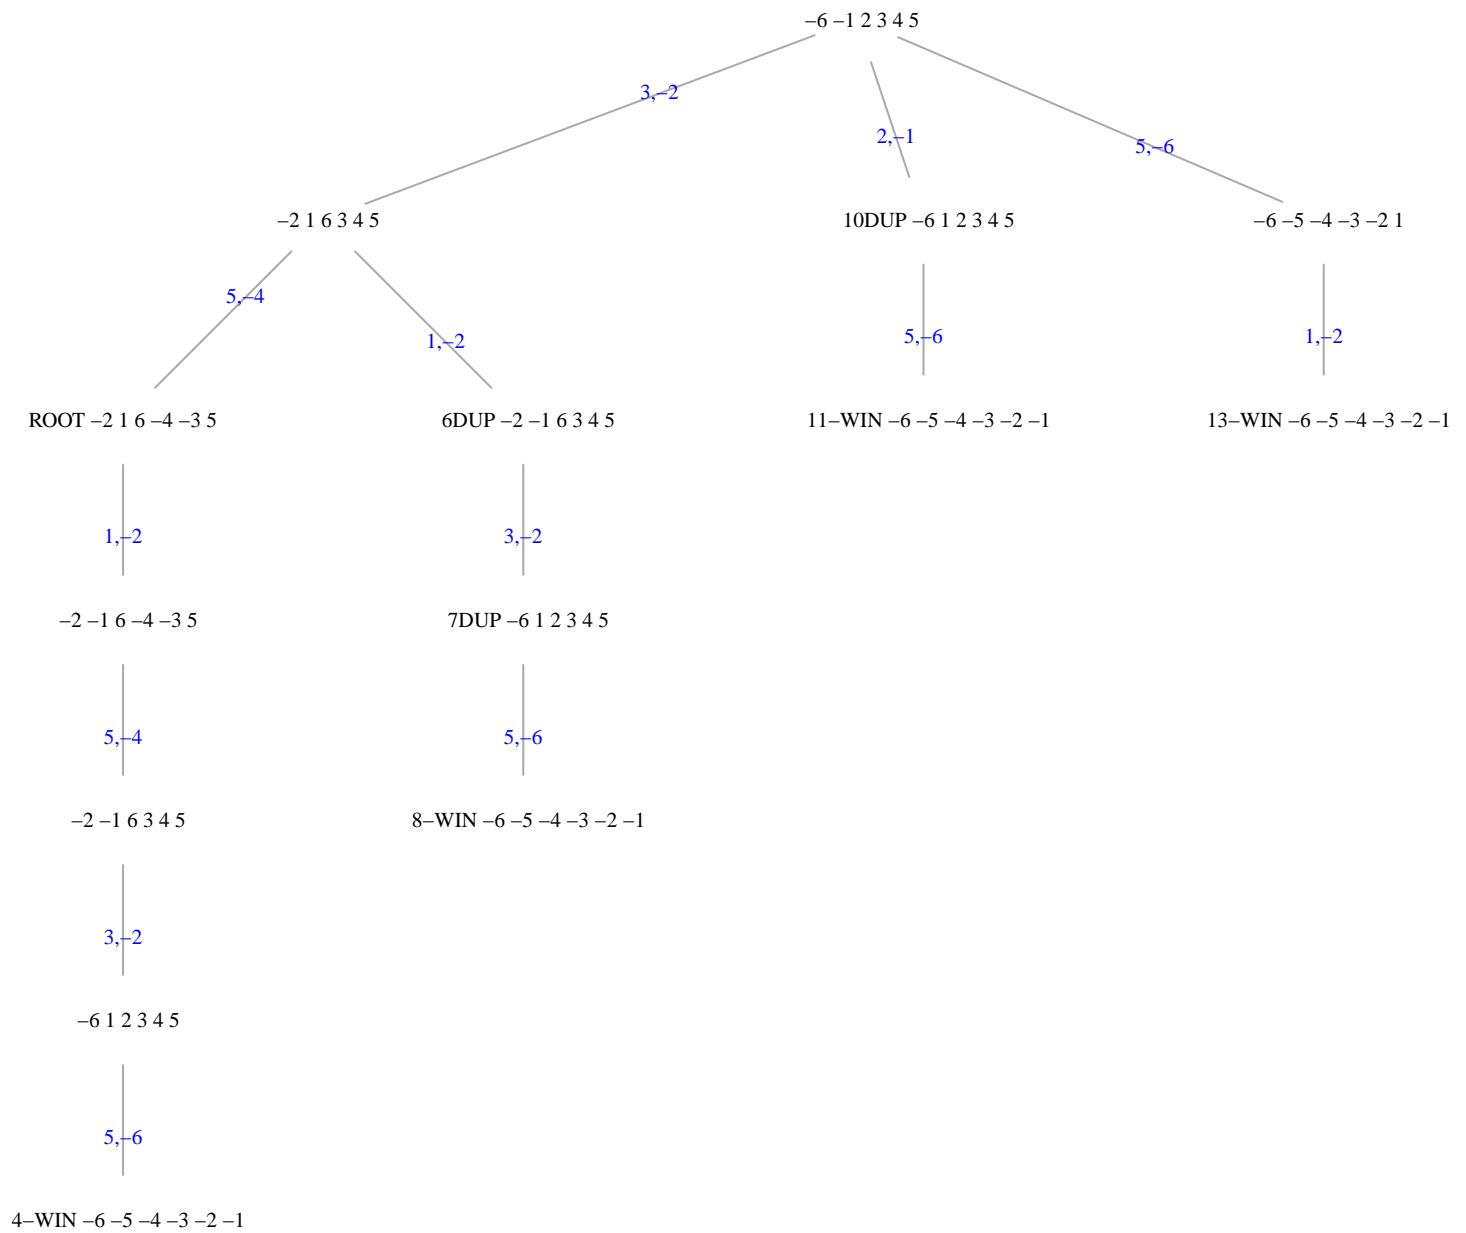 −6 −1 2 3 4 5
3,−2
2,−1
5,−6
−2 1 6 3 4 5
10DUP −6 1 2 3 4 5
−6 −5 −4 −3 −2 1
5,−4
1,−2
5,−6
1,−2
ROOT −2 1 6 −4 −3 5
6DUP −2 −1 6 3 4 5
11−WIN −6 −5 −4 −3 −2 −1
13−WIN −6 −5 −4 −3 −2 −1
1,−2
3,−2
−2 −1 6 −4 −3 5
7DUP −6 1 2 3 4 5
5,−4
5,−6
−2 −1 6 3 4 5
8−WIN −6 −5 −4 −3 −2 −1
3,−2
−6 1 2 3 4 5
5,−6
4−WIN −6 −5 −4 −3 −2 −1